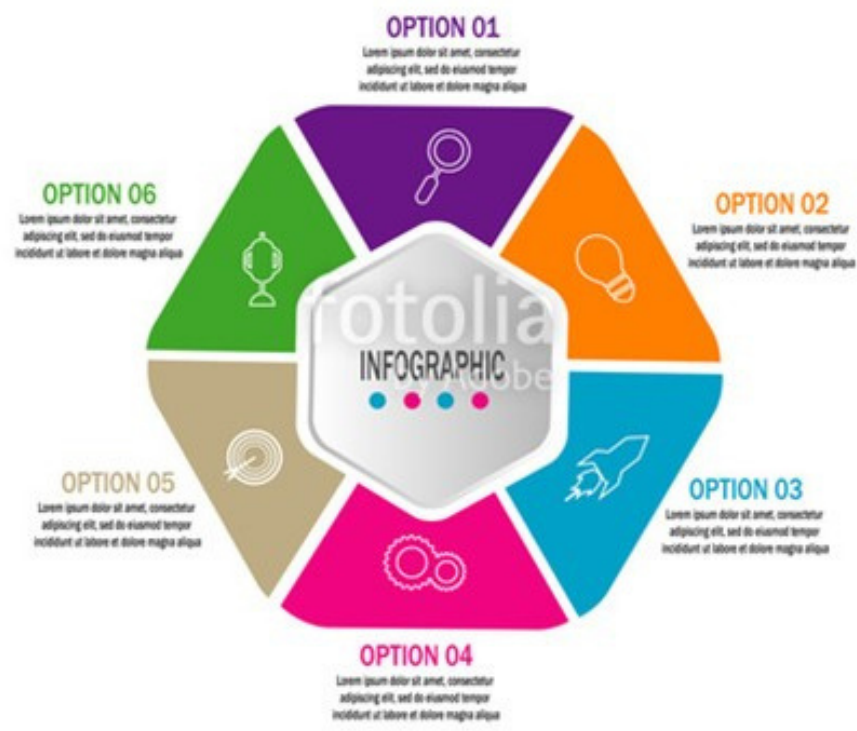 OPTION 01
Lorem ipsum dolor sit amet, consectetur
adipiscing elit, sed do eiusmod tempor
incididunt ut labore et dolore magna aliqua
OPTION 02
Lorem ipsum dolor sit amet, consectetur
adipiscing elit, sed do eiusmod tempor
incididunt ut labore et dolore magna aliqua
OPTION 03
Lorem ipsum dolor sit amet, consectetur
adipiscing elit, sed do eiusmod tempor
incididunt ut labore et dolore magna aliqua
OPTION 04
Lorem ipsum dolor sit amet, consectetur
adipiscing elit, sed do eiusmod tempor
incididunt ut labore et dolore magna aliqua
OPTION 05
Lorem ipsum dolor sit amet, consectetur
adipiscing elit, sed do eiusmod tempor
incididunt ut labore et dolore magna aliqua
OPTION 06
Lorem ipsum dolor sit amet, consectetur
adipiscing elit, sed do eiusmod tempor
incididunt ut labore et dolore magna aliqua
fotolia
INFOGRAPHIC
by Adobe